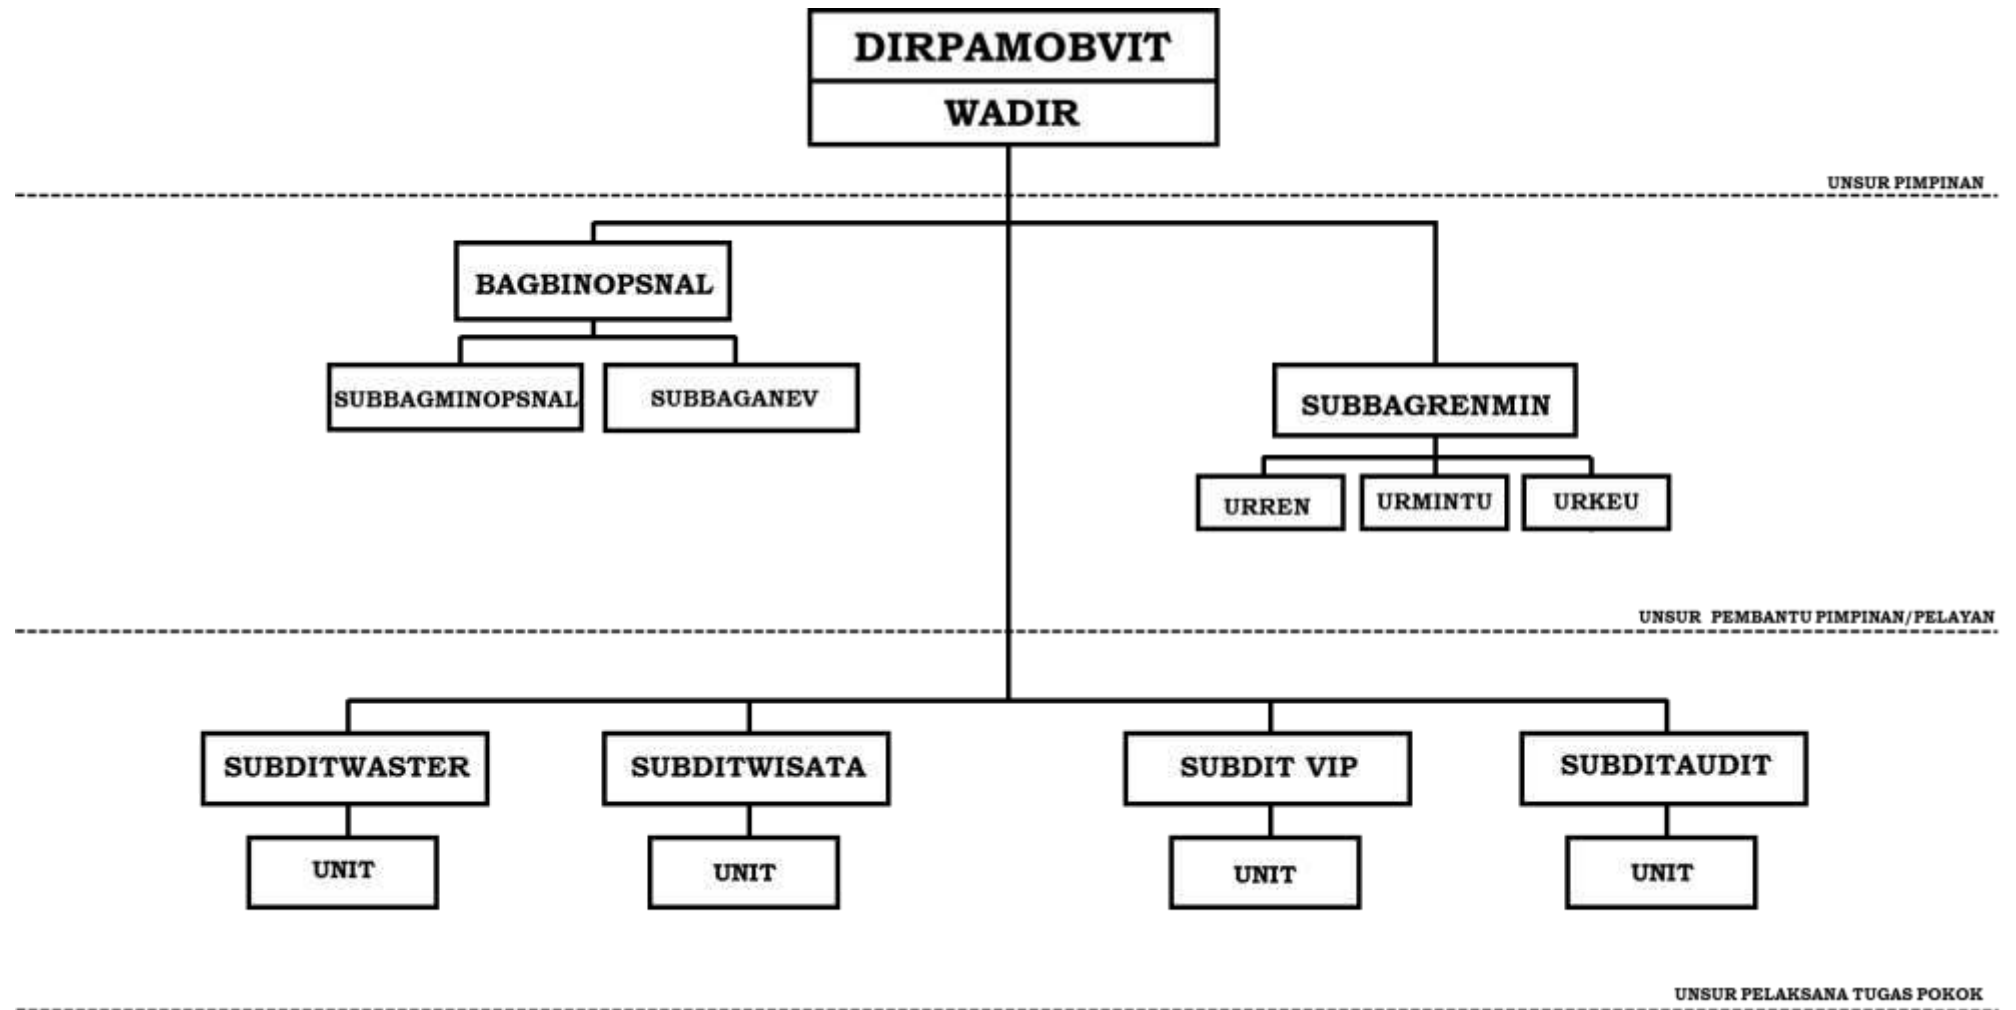 DIRPAMOBVIT
WADIR
UNSUR PIMPINAN
BAGBINOPSNAL
SUBBAGMINOPSNAL
SUBBAGANEV
SUBBAGRENMIN
URREN
URMINTU
URKEU
UNSUR PEMBANTU PIMPINAN/PELAYAN
SUBDITWASTER
SUBDITWISATA
SUBDIT VIP
SUBDITAUDIT
UNIT
UNIT
UNIT
UNIT
UNSUR PELAKSANA TUGAS POKOK